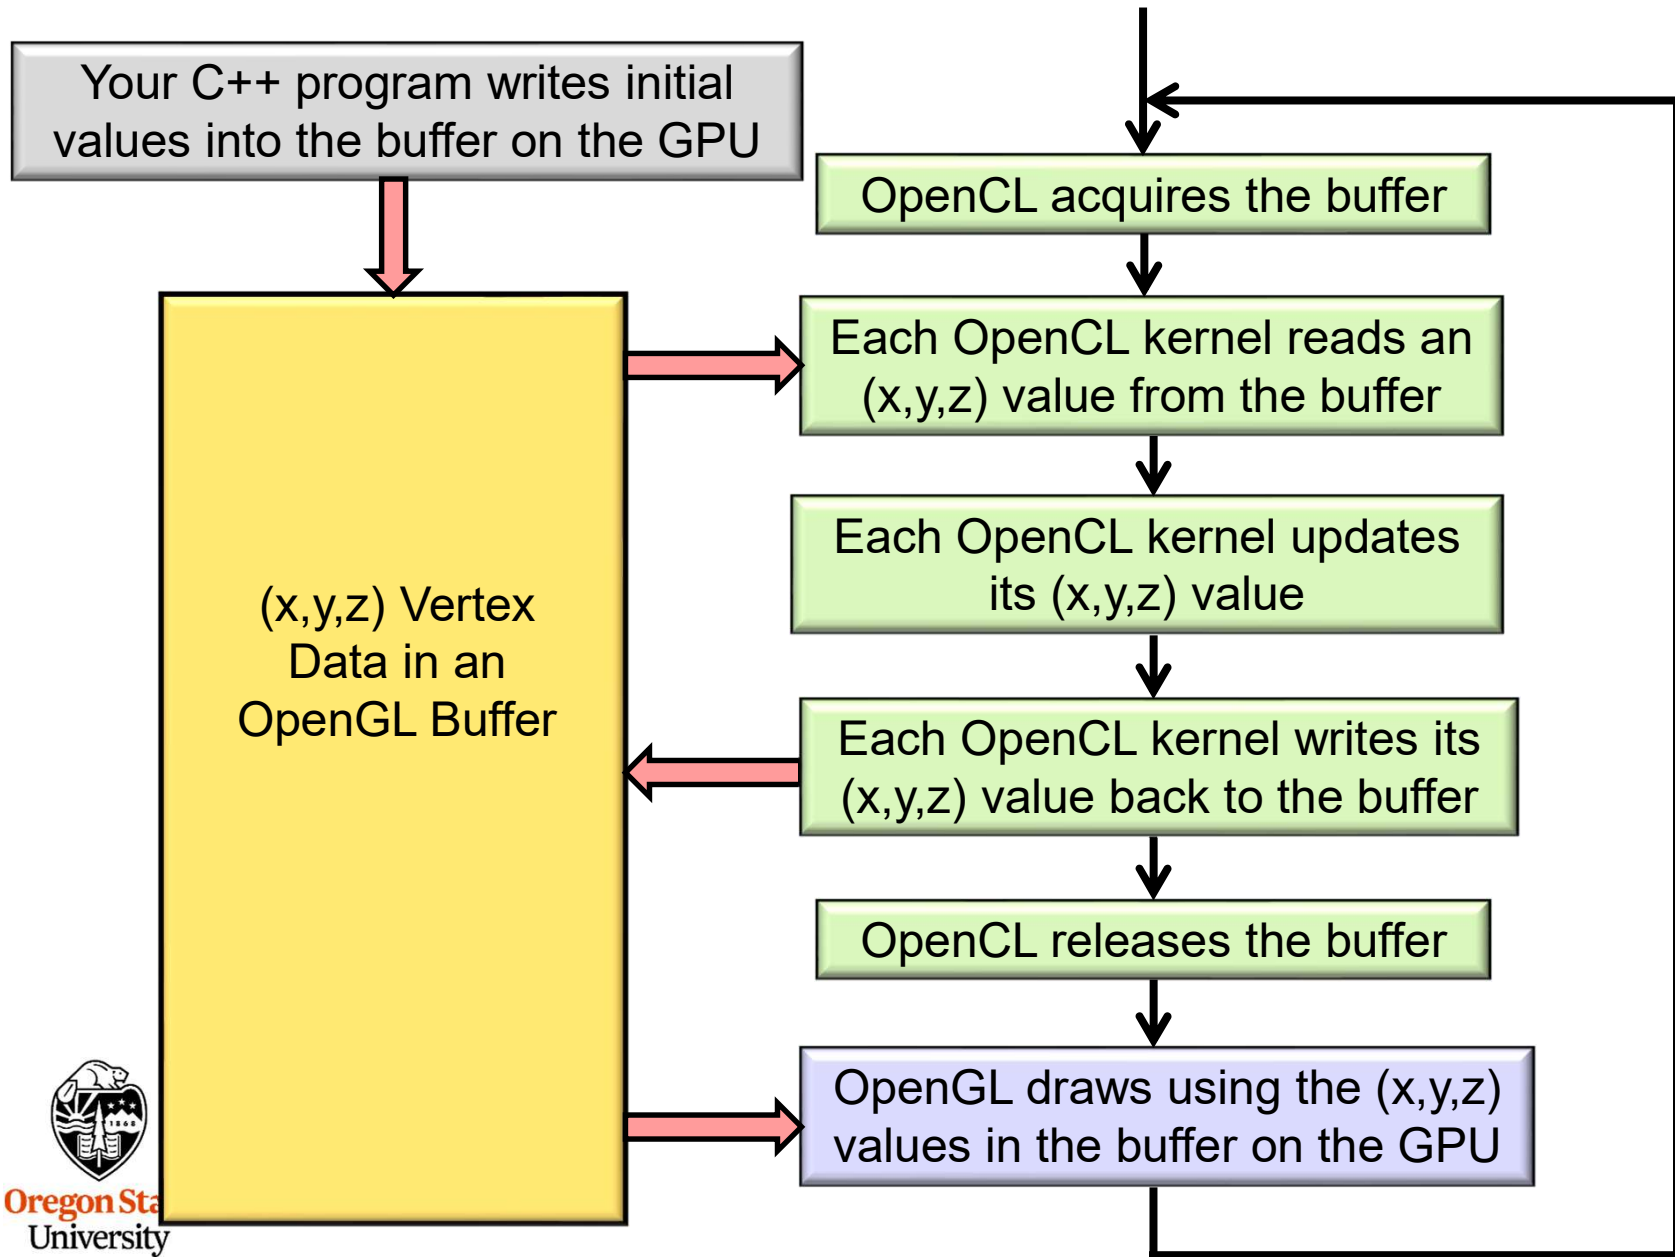 Your C++ program writes initial
values into the buffer on the GPU
OpenCL acquires the buffer
Each OpenCL kernel reads an
(x,y,z) value from the buffer
Each OpenCL kernel updates
its (x,y,z) value
(x,y,z) Vertex
Data in an
OpenGL Buffer
Each OpenCL kernel writes its
(x,y,z) value back to the buffer
OpenCL releases the buffer
OpenGL draws using the (x,y,z)
values in the buffer on the GPU
1868
Oregon Sta
University